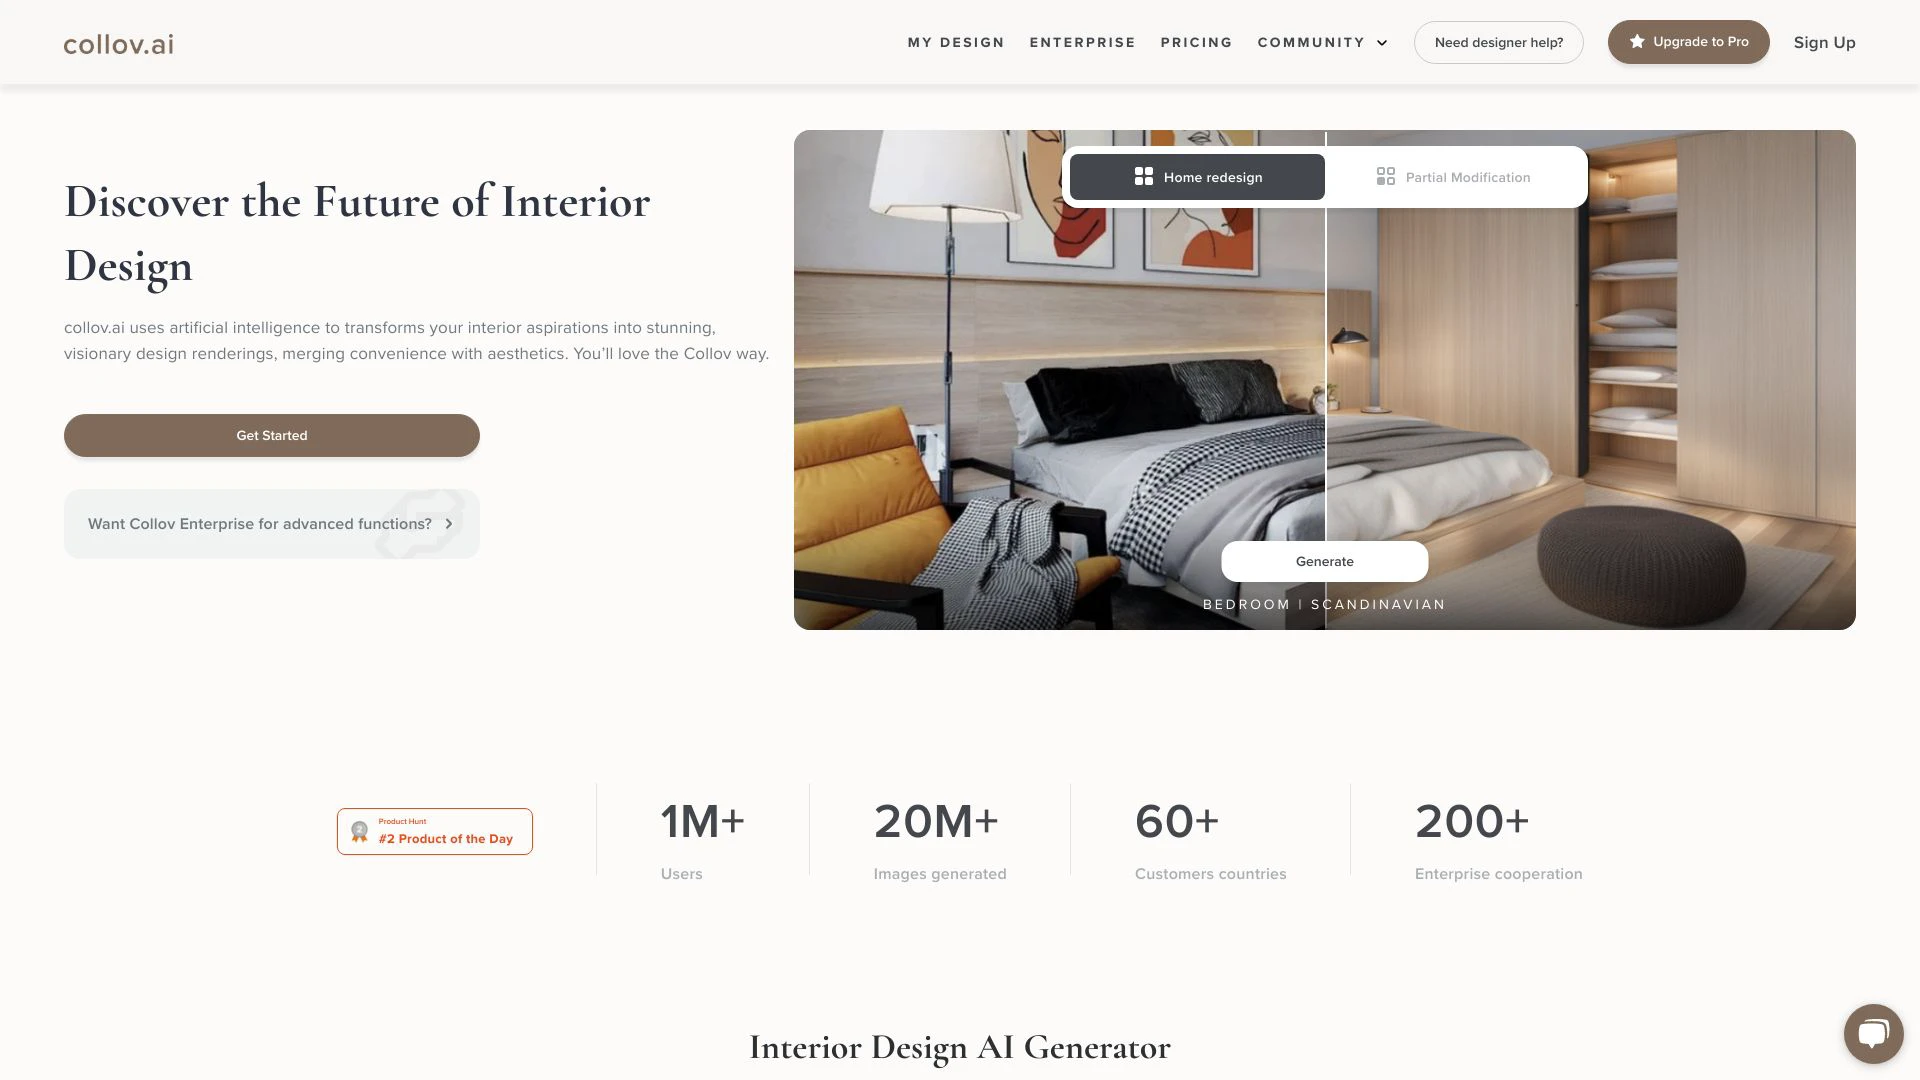 collov.ai
MY DESIGN
ENTERPRISE
PRICING
COMMUNITY
Need designer help?
Upgrade to Pro
Sign Up
Discover the Future of Interior
Design
collov.ai uses artificial intelligence to transforms your interior aspirations into stunning,
visionary design renderings, merging convenience with aesthetics. You’ll love the Collov way.
Get Started
Want Collov Enterprise for advanced functions?
Home redesign
Partial Modification
Generate
BEDROOM | SCANDINAVIAN
2
Product Hunt
#2 Product of the Day
1M+
Users
20M+
Images generated
60+
Customers countries
200+
Enterprise cooperation
Interior Design AI Generator